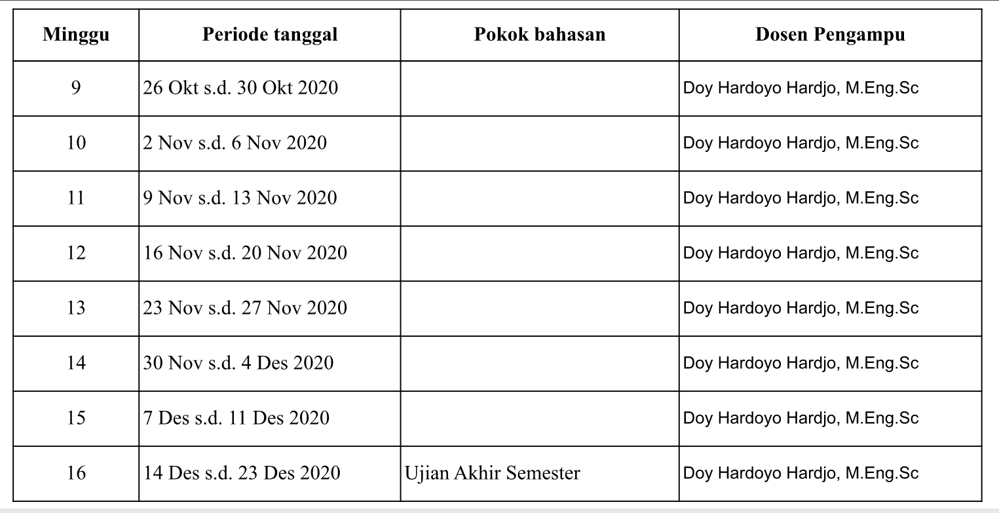 Minggu Periode tanggal Pokok bahasan Dosen Pengampu
9 26 Okt s.d. 30 Okt 2020 Doy Hardoyo Hardjo, M.Eng.Sc
10 2 Nov s.d. 6 Nov 2020 Doy Hardoyo Hardjo, M.Eng.Sc
11 9 Nov s.d. 13 Nov 2020 Doy Hardoyo Hardjo, M.Eng.Sc
12 16 Nov s.d. 20 Nov 2020 Doy Hardoyo Hardjo, M.Eng.Sc
13 23 Nov s.d. 27 Nov 2020 Doy Hardoyo Hardjo, M.Eng.Sc
14 30 Nov s.d. 4 Des 2020 Doy Hardoyo Hardjo, M.Eng.Sc
15 7 Des s.d. 11 Des 2020 Doy Hardoyo Hardjo, M.Eng.Sc
16 14 Des s.d. 23 Des 2020 Ujian Akhir Semester Doy Hardoyo Hardjo, M.Eng.Sc